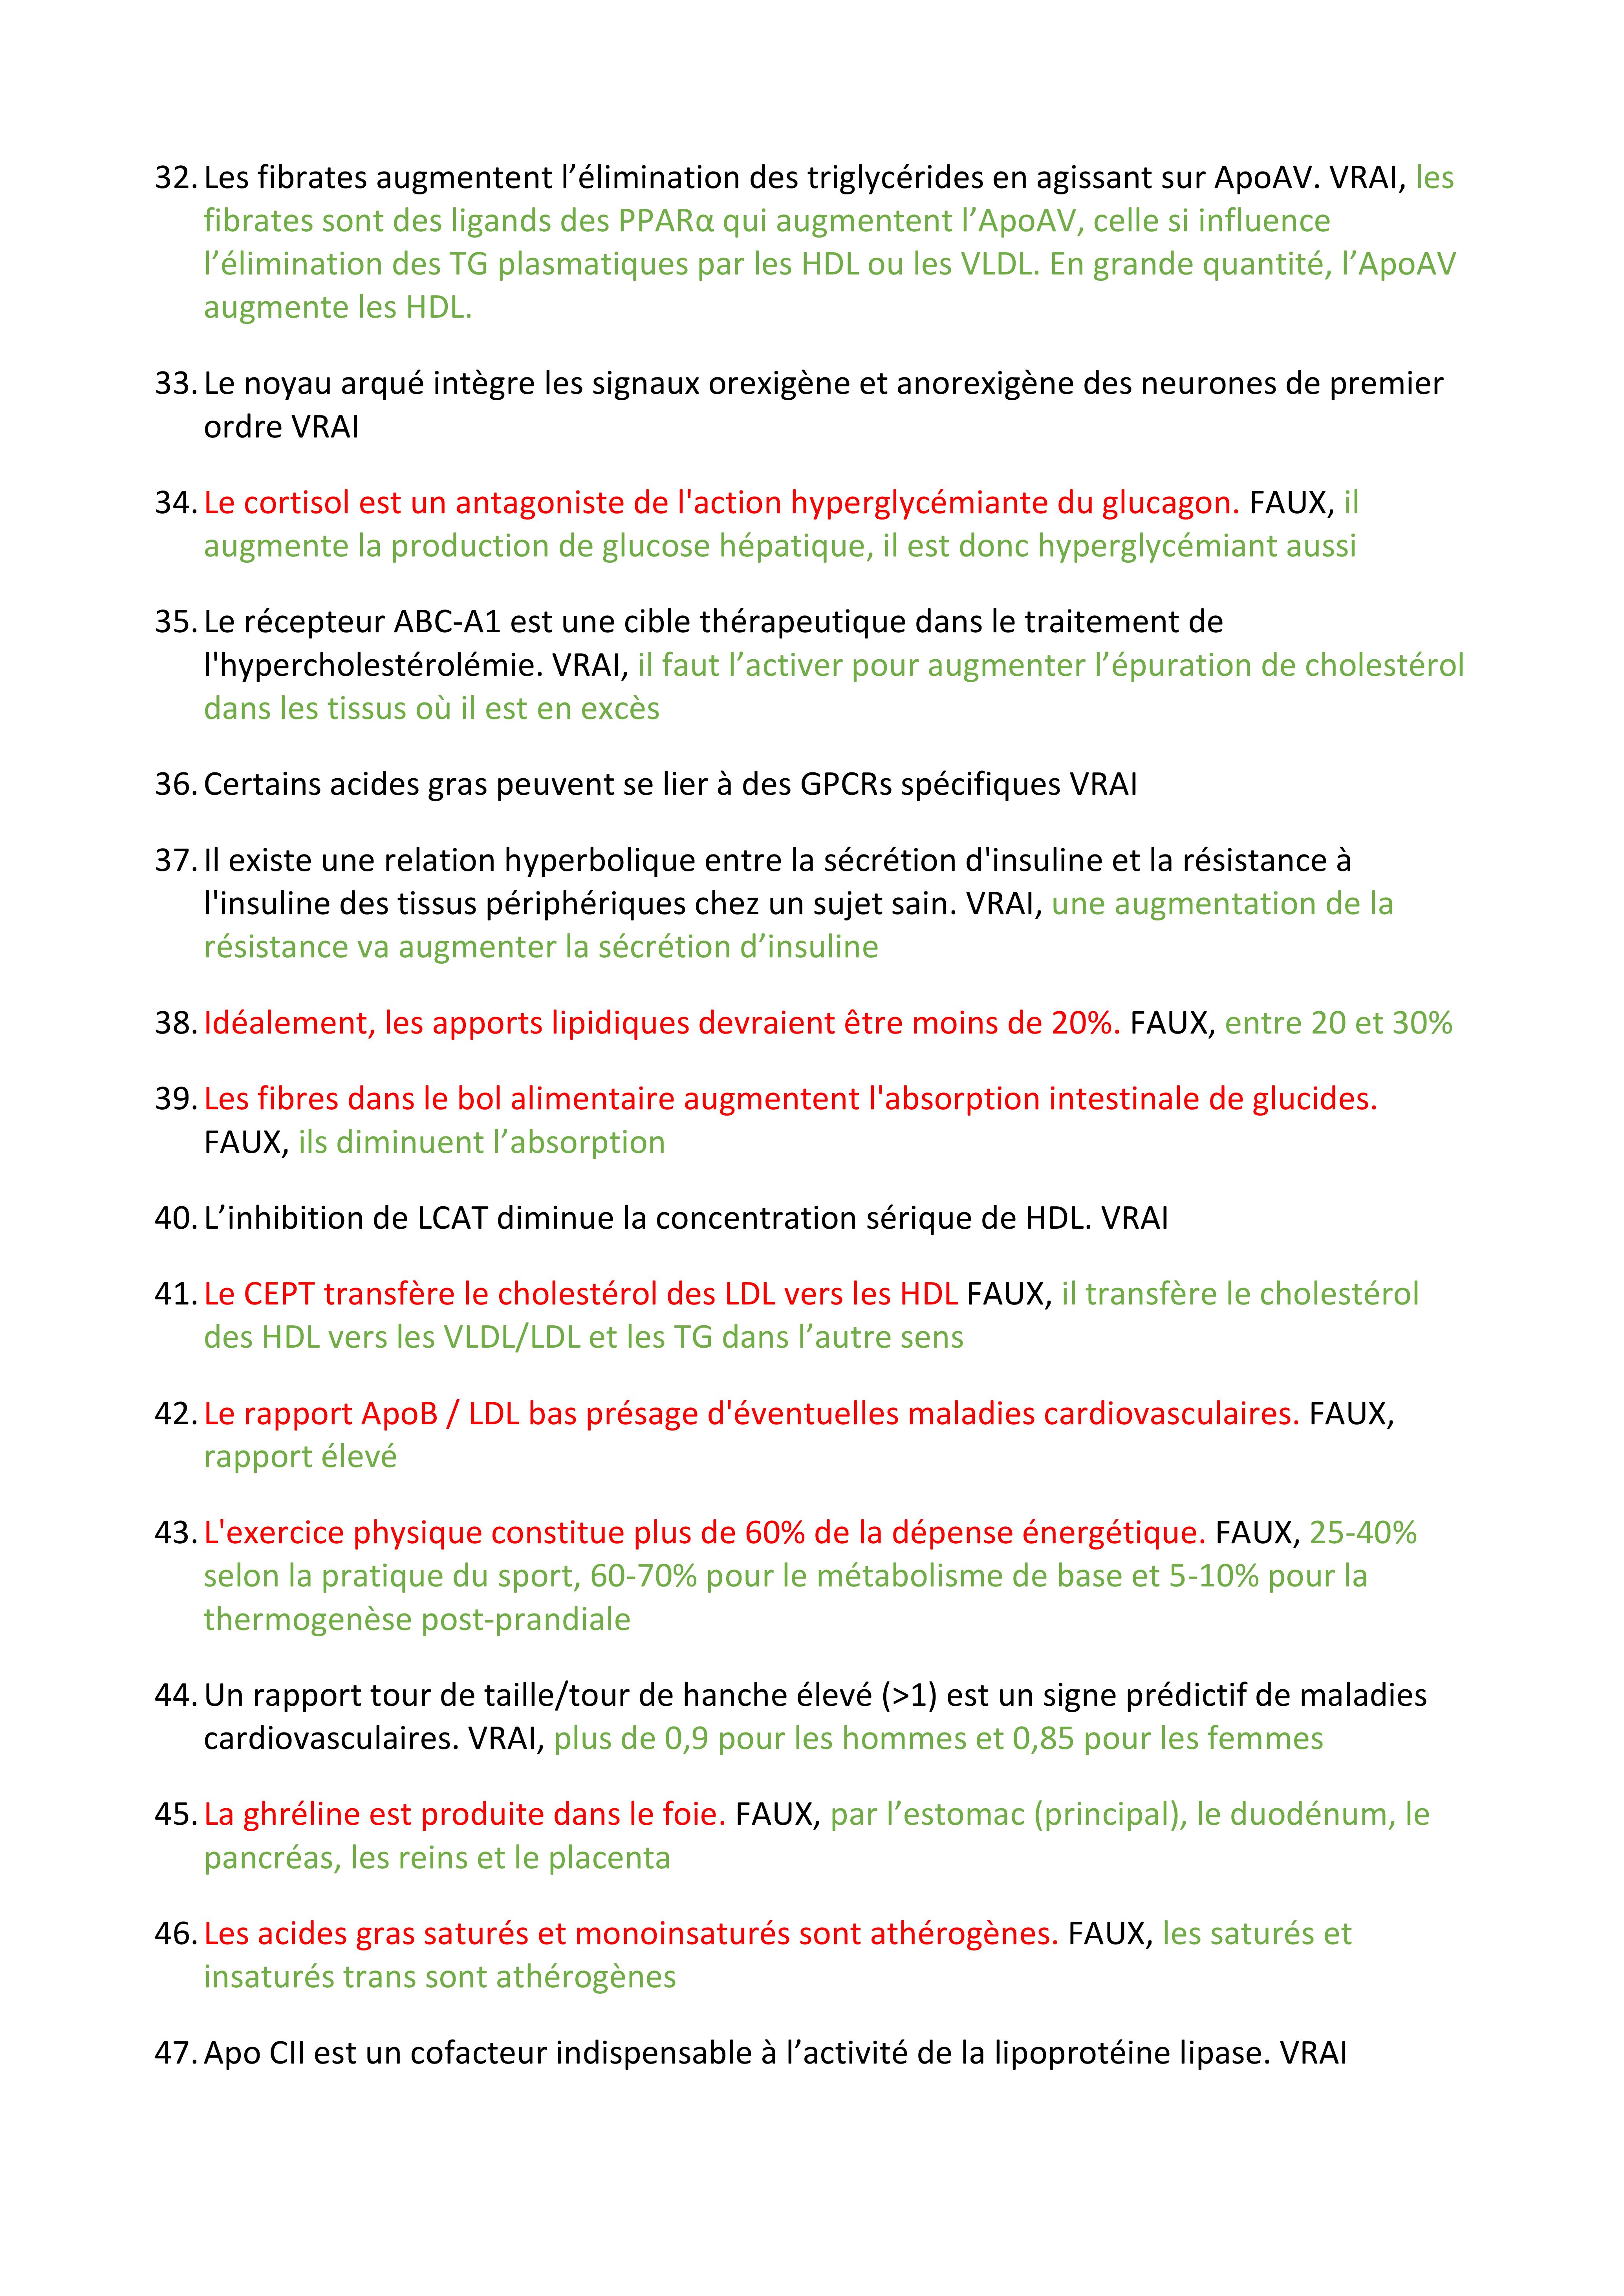 32. Les fibrates augmentent l’élimination des triglycérides en agissant sur ApoAV. VRAI, les
fibrates sont des ligands des PPARα qui augmentent l’ApoAV, celle si influence
l’élimination des TG plasmatiques par les HDL ou les VLDL. En grande quantité, l’ApoAV
augmente les HDL.
33. Le noyau arqué intègre les signaux orexigène et anorexigène des neurones de premier
ordre VRAI
34. Le cortisol est un antagoniste de l'action hyperglycémiante du glucagon. FAUX, il
augmente la production de glucose hépatique, il est donc hyperglycémiant aussi
35. Le récepteur ABC-A1 est une cible thérapeutique dans le traitement de
l'hypercholestérolémie. VRAI, il faut l’activer pour augmenter l’épuration de cholestérol
dans les tissus où il est en excès
36. Certains acides gras peuvent se lier à des GPCRs spécifiques VRAI
37. Il existe une relation hyperbolique entre la sécrétion d'insuline et la résistance à
l'insuline des tissus périphériques chez un sujet sain. VRAI, une augmentation de la
résistance va augmenter la sécrétion d’insuline
38. Idéalement, les apports lipidiques devraient être moins de 20%. FAUX, entre 20 et 30%
39. Les fibres dans le bol alimentaire augmentent l'absorption intestinale de glucides.
FAUX, ils diminuent l’absorption
40. L’inhibition de LCAT diminue la concentration sérique de HDL. VRAI
41. Le CEPT transfère le cholestérol des LDL vers les HDL FAUX, il transfère le cholestérol
des HDL vers les VLDL/LDL et les TG dans l’autre sens
42. Le rapport ApoB / LDL bas présage d'éventuelles maladies cardiovasculaires. FAUX,
rapport élevé
43. L'exercice physique constitue plus de 60% de la dépense énergétique. FAUX, 25-40%
selon la pratique du sport, 60-70% pour le métabolisme de base et 5-10% pour la
thermogenèse post-prandiale
44. Un rapport tour de taille/tour de hanche élevé (>1) est un signe prédictif de maladies
cardiovasculaires. VRAI, plus de 0,9 pour les hommes et 0,85 pour les femmes
45. La ghréline est produite dans le foie. FAUX, par l’estomac (principal), le duodénum, le
pancréas, les reins et le placenta
46. Les acides gras saturés et monoinsaturés sont athérogènes. FAUX, les saturés et
insaturés trans sont athérogènes
47. Apo CII est un cofacteur indispensable à l’activité de la lipoprotéine lipase. VRAI